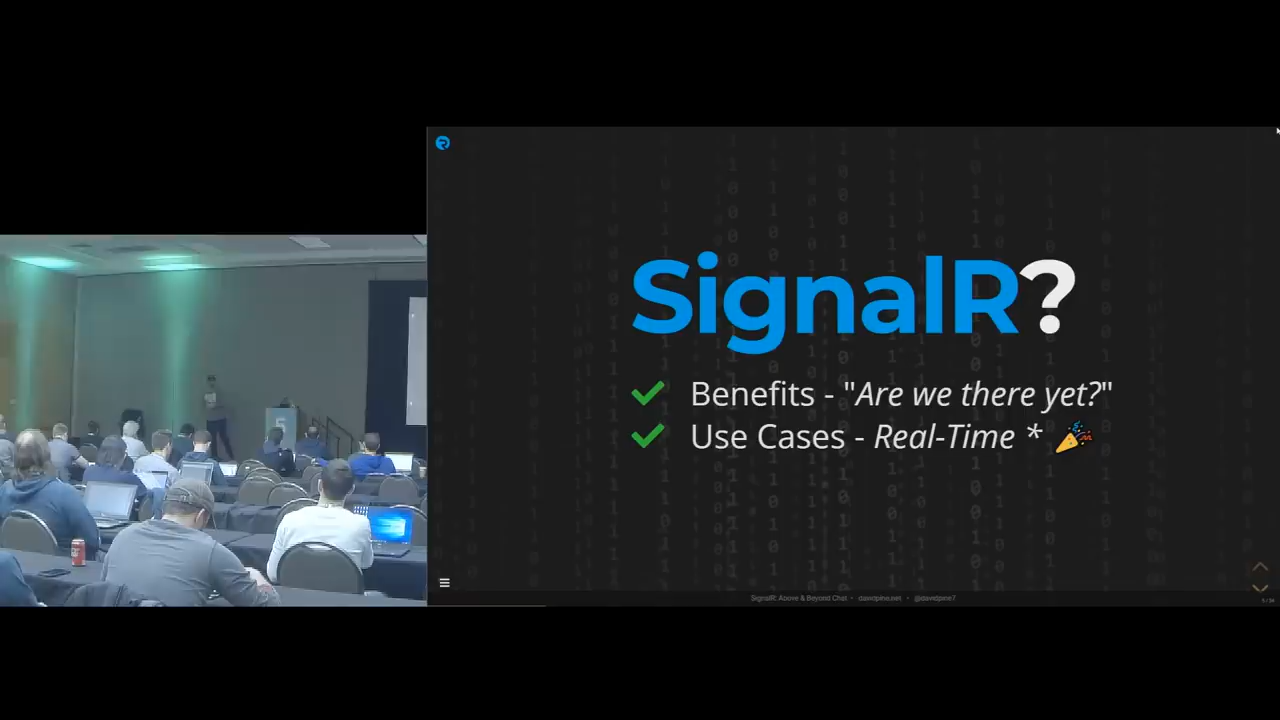 SignalR?
Benefits - "Are we there yet?"
Use Cases - Real-Time * 🎉
SignalR: Above & Beyond Chat • davidpine.net • @davidpine7